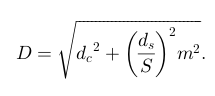 $D = \sqrt{{d_c}^2 + \left(\frac{d_s}{S}\right)^2 m^2}.$